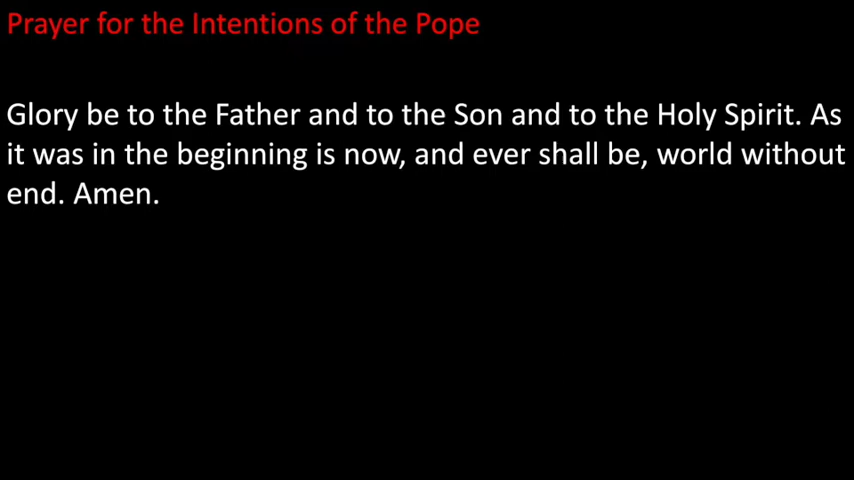 Prayer for the Intentions of the Pope
Glory be to the Father and to the Son and to the Holy Spirit. As
it was in the beginning is now, and ever shall be, world without
end. Amen.